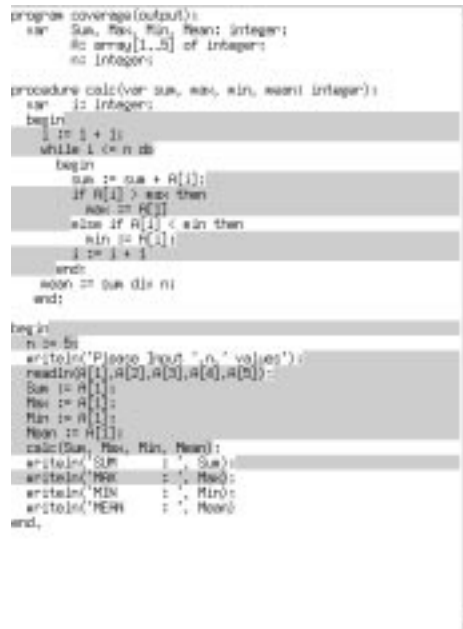 program coverage(output);
var Sum, Max, Min, Mean: integer;
A: array[1..5] of integer;
n: integer;
procedure calc(var sum, max, min, mean: integer);
var i: integer;
begin
i := 1 + 1;
while i <= n do
begin
sum := sum + A[i];
if A[i] > max then
max := A[i]
else if A[i] < min then
min := A[i];
i := i + 1
end;
mean := sum div n;
end;
begin
n := 5;
writeln('Please Input ',n,' values');
readln(A[1],A[2],A[3],A[4],A[5]);
Sum := A[1];
Max := A[1];
Min := A[1];
Mean := A[1];
calc(Sum, Max, Min, Mean);
writeln('SUM : ', Sum);
writeln('MAX : ', Max);
writeln('MIN : ', Min);
writeln('MEAN : ', Mean)
end.